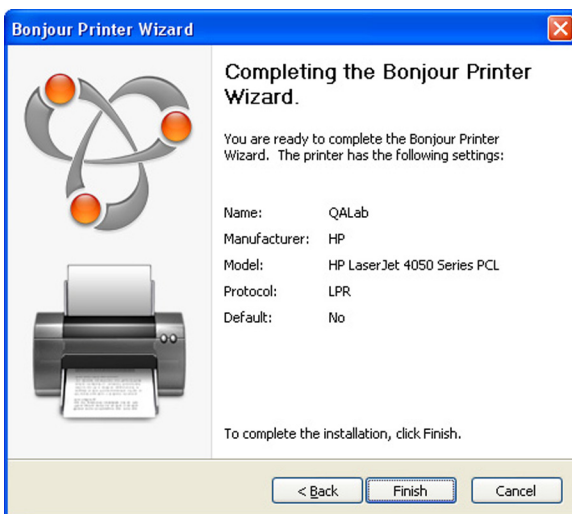 Bonjour Printer Wizard
Completing the Bonjour Printer
Wizard.
You are ready to complete the Bonjour Printer
Wizard. The printer has the following settings:
Name: QALab
Manufacturer: HP
Model: HP LaserJet 4050 Series PCL
Protocol: LPR
Default: No
To complete the installation, click Finish.
< Back Finish Cancel